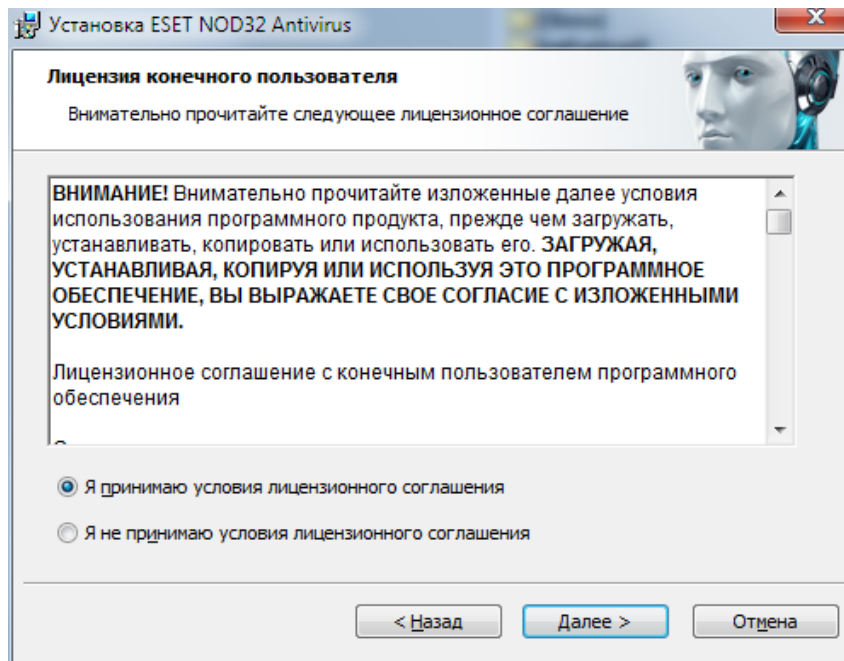 Установка ESET NOD32 Antivirus
Лицензия конечного пользователя
Внимательно прочитайте следующее лицензионное соглашение
ВНИМАНИЕ! Внимательно прочитайте изложенные далее условия
использования программного продукта, прежде чем загружать,
устанавливать, копировать или использовать его. ЗАГРУЖАЯ,
УСТАНАВЛИВАЯ, КОПИРУЯ ИЛИ ИСПОЛЬЗУЯ ЭТО ПРОГРАММНОЕ
ОБЕСПЕЧЕНИЕ, ВЫ ВЫРАЖАЕТЕ СВОЕ СОГЛАСИЕ С ИЗЛОЖЕННЫМИ
УСЛОВИЯМИ.
Лицензионное соглашение с конечным пользователем программного
обеспечения
Я принимаю условия лицензионного соглашения
Я не принимаю условия лицензионного соглашения
< Назад
Далее >
Отмена